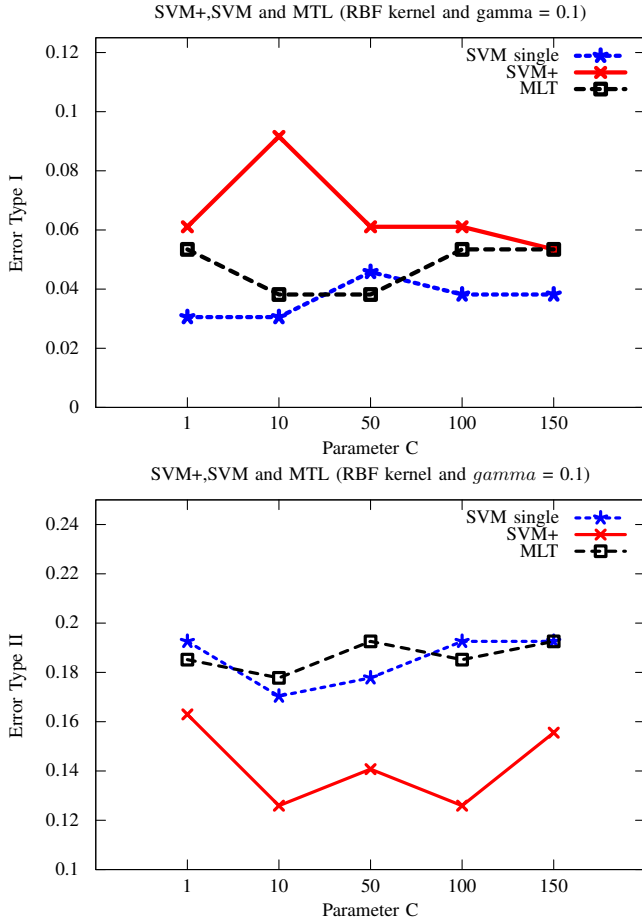 SVM+,SVM and MTL (RBF kernel and gamma = 0.1)
0.12
0.1
0.08
0.06
0.04
0.02
0
Error Type I
SVM single
SVM+
MLT
1 10 50 100 150
Parameter C
SVM+,SVM and MTL (RBF kernel and gamma = 0.1)
0.24
0.22
0.2
0.18
0.16
0.14
0.12
0.1
Error Type II
SVM single
SVM+
MLT
1 10 50 100 150
Parameter C